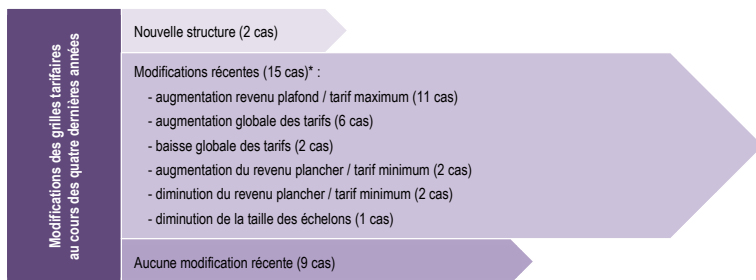 Modifications des grilles tarifaires
au cours des quatre dernières années
Nouvelle structure (2 cas)
Modifications récentes (15 cas)* :
- augmentation revenu plafond / tarif maximum (11 cas)
- augmentation globale des tarifs (6 cas)
- baisse globale des tarifs (2 cas)
- augmentation du revenu plancher / tarif minimum (2 cas)
- diminution du revenu plancher / tarif minimum (2 cas)
- diminution de la taille des échelons (1 cas)
Aucune modification récente (9 cas)